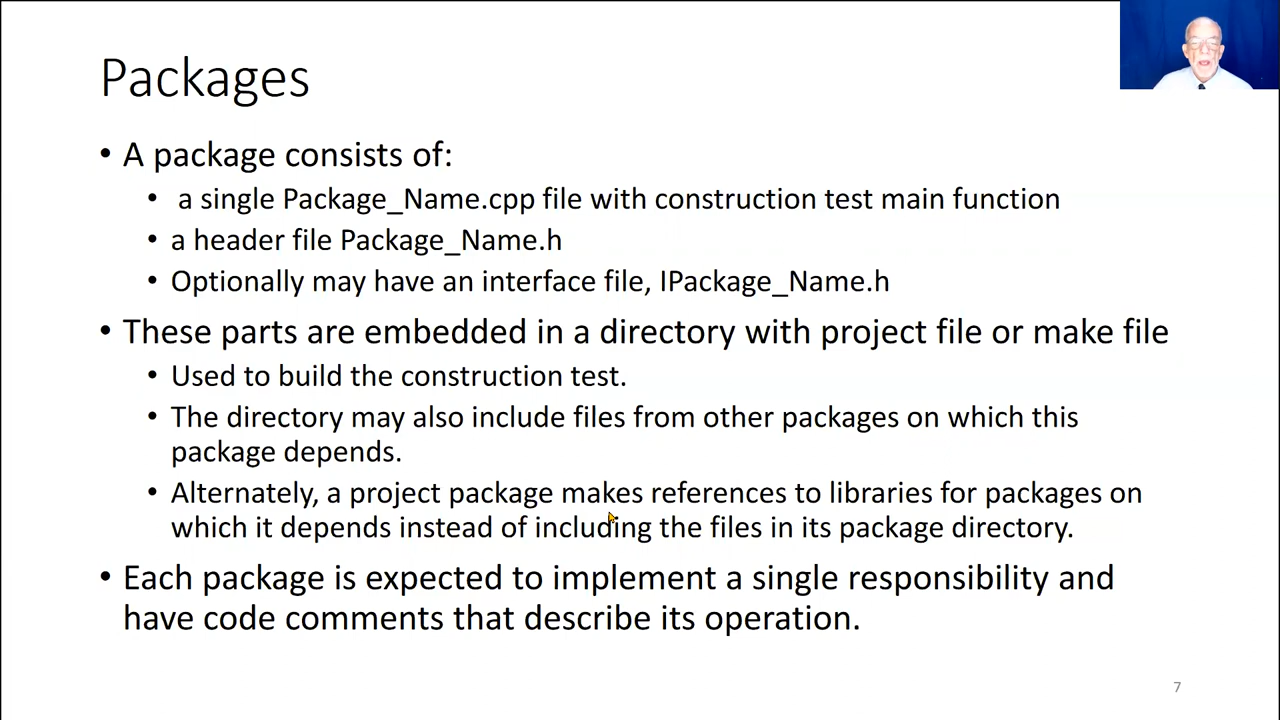 Packages
• A package consists of:
• a single Package_Name.cpp file with construction test main function
• a header file Package_Name.h
• Optionally may have an interface file, IPackage_Name.h
• These parts are embedded in a directory with project file or make file
• Used to build the construction test.
• The directory may also include files from other packages on which this
package depends.
• Alternately, a project package makes references to libraries for packages on
which it depends instead of including the files in its package directory.
• Each package is expected to implement a single responsibility and
have code comments that describe its operation.
7